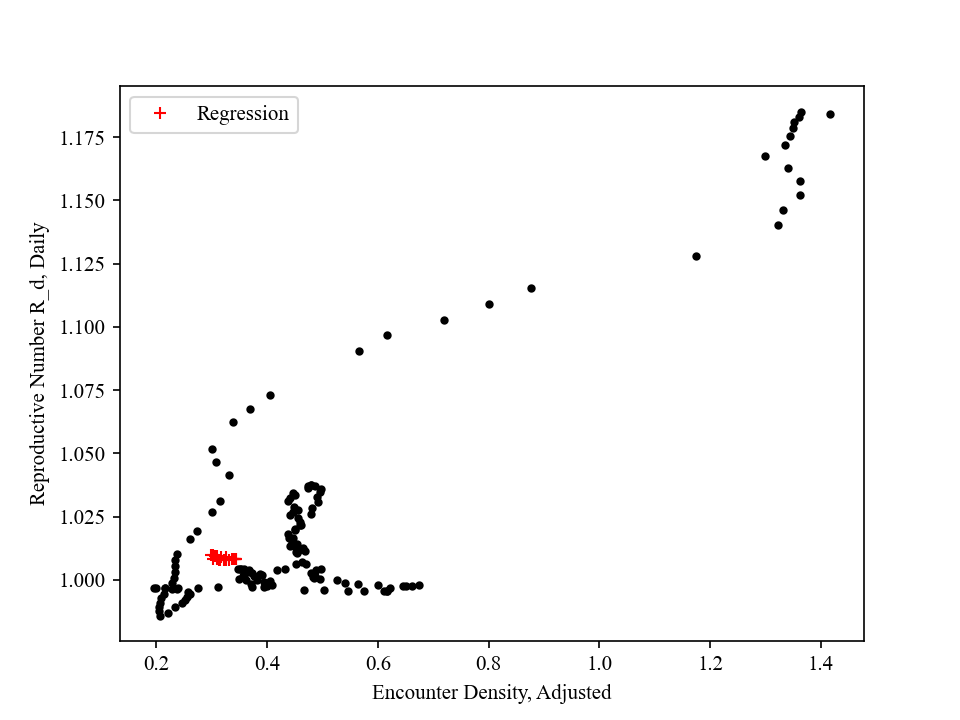 Regression
1.175
1.150
1.125
1.100
1.075
1.050
1.025
1.000
Reproductive Number R_d, Daily
0.2 0.4 0.6 0.8 1.0 1.2 1.4
Encounter Density, Adjusted